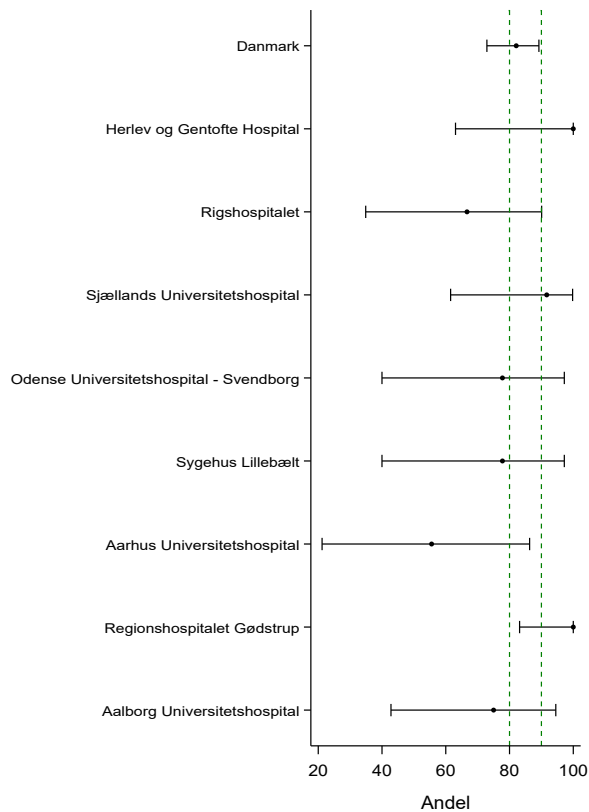 Danmark
Herlev og Gentofte Hospital
Rigshospitalet
Sjællands Universitetshospital
Odense Universitetshospital - Svendborg
Sygehus Lillebælt
Aarhus Universitetshospital
Regionshospitalet Gødstrup
Aalborg Universitetshospital
20 40 60 80 100
Andel